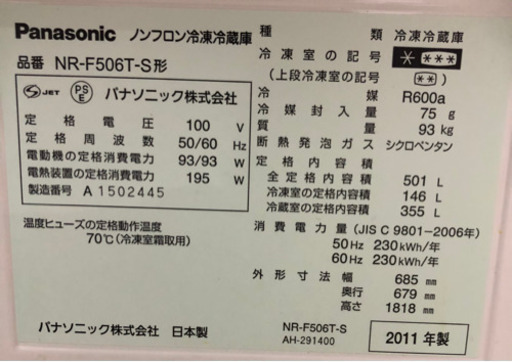 Panasonic ノンフロン冷凍冷蔵庫
品番 NR-F506T-S形
S JET PS E パナソニック株式会社
定格電圧 100 V
定格周波数 50/60 Hz
電動機の定格消費電力 93/93 W
電熱装置の定格消費電力 195 W
製造番号 A 1502445
温度ヒューズの定格動作温度
70℃(冷凍室霜取用)
パナソニック株式会社 日本製
種類 冷凍冷蔵庫
冷凍室の記号 * ***
(上段冷凍室の記号 **)
冷媒 R600a
冷媒封入量 75 g
質量 93 kg
断熱発泡ガス シクロペンタン
定格内容積
全定格内容積 501 L
冷凍室の定格内容積 146 L
冷蔵室の定格内容積 355 L
消費電力量(JIS C 9801-2006年)
50Hz 230kWh/年
60Hz 230kWh/年
外形寸法幅 685 mm
奥行 679 mm
高さ 1818 mm
NR-F506T-S
AH-291400
2011年製